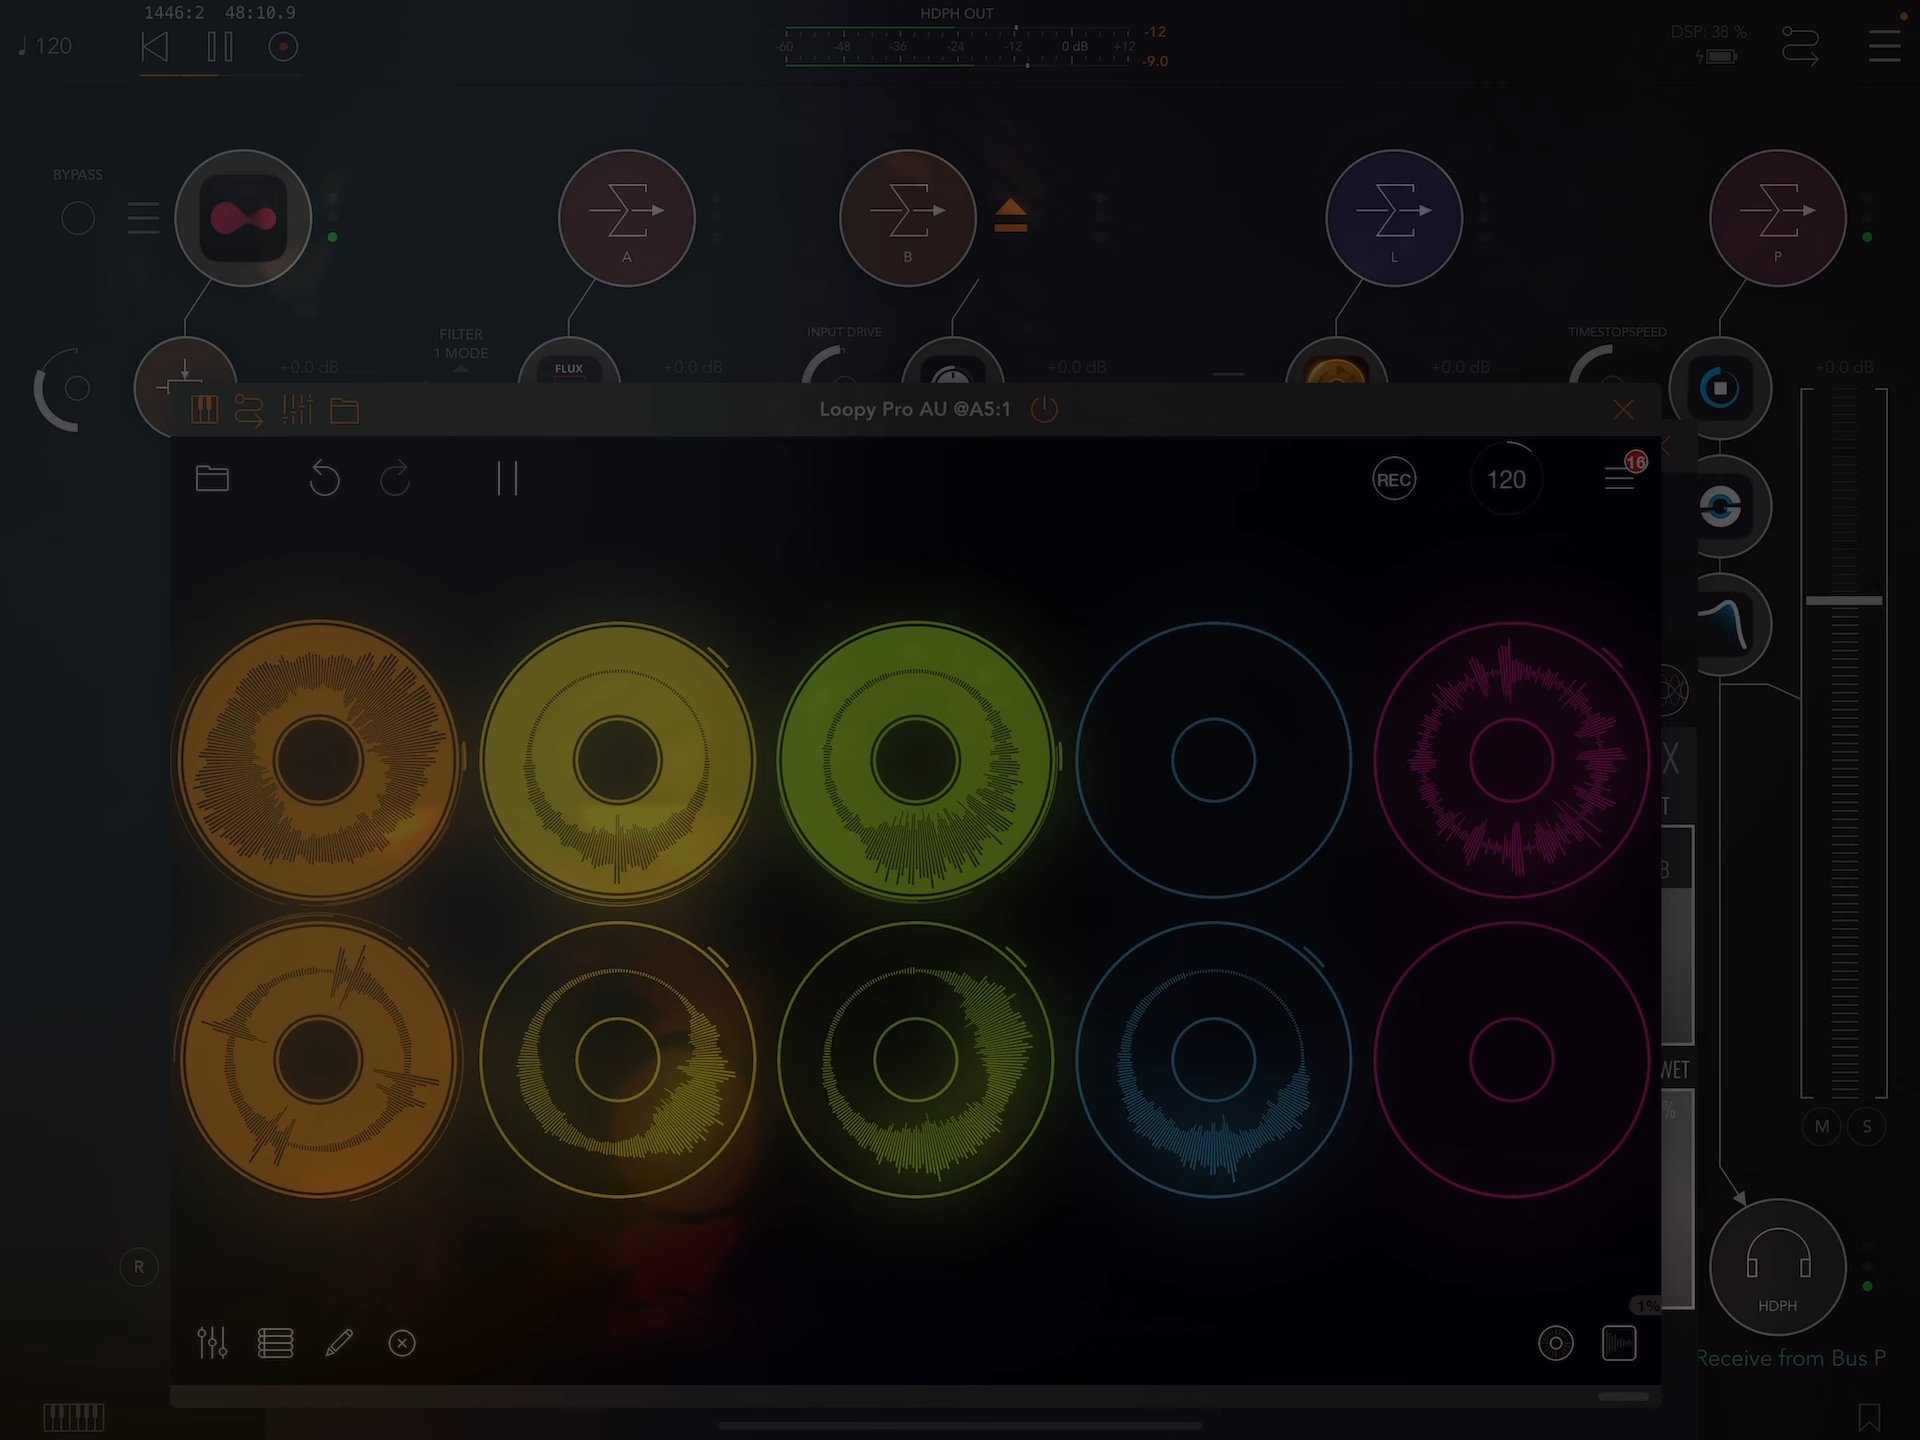 1446:2 48:10.9
HDPH OUT
120
-60 -48 -36 -24 -12 0 dB +12
-12
-9.0
DSP: 38 %
BYPASS
A
B
L
P
FILTER
1 MODE
INPUT DRIVE
TIMESTOPSPEED
+0.0 dB
FLUX
+0.0 dB
+0.0 dB
+0.0 dB
+0.0 dB
Loopy Pro AU @A5:1
REC
120
16
X
T
B
WET
%
M
S
R
1%
HDPH
Receive from Bus P